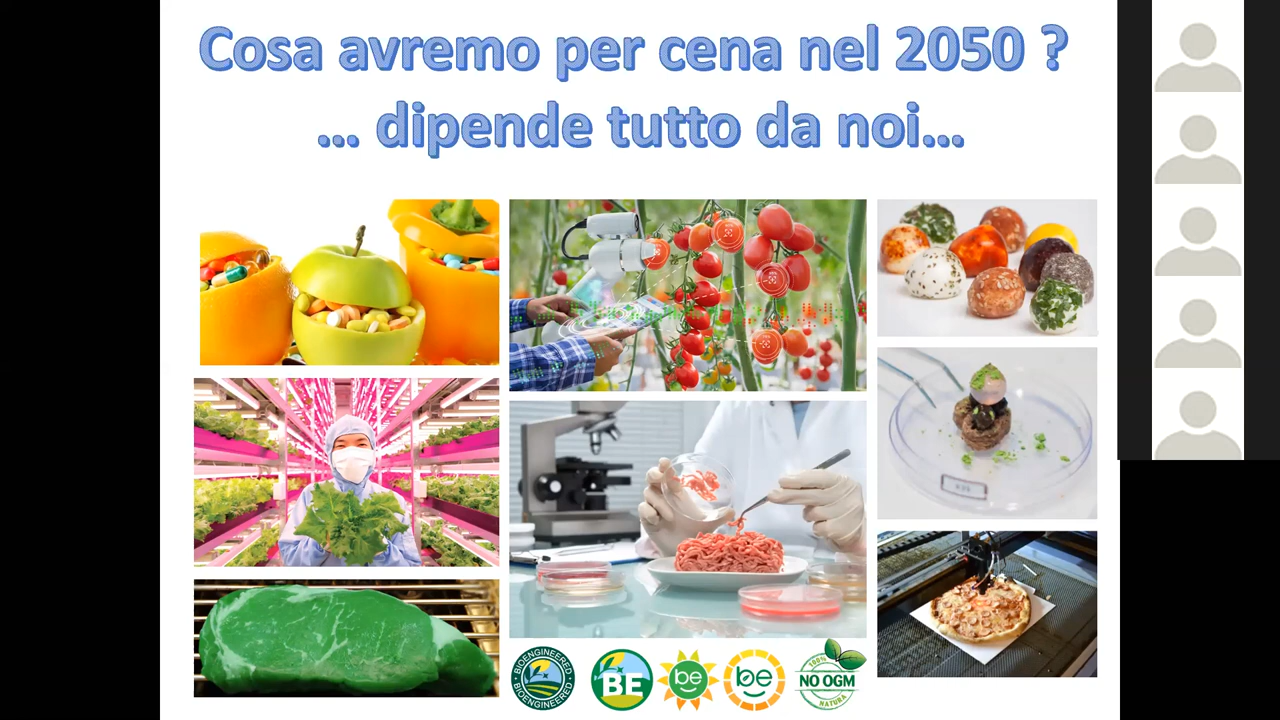 Cosa avremo per cena nel 2050 ?
... dipende tutto da noi...
BIOENGINEERED
BIOENGINEERED
BE
be
be
100%
NO OGM
NATURA